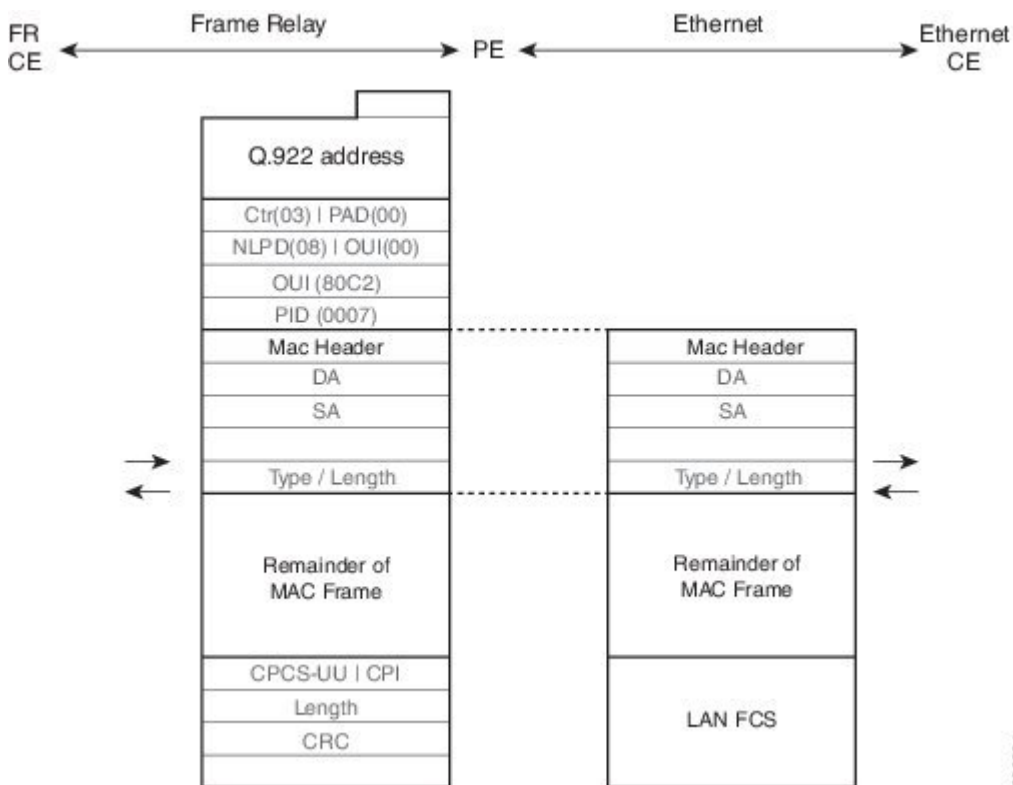 FR
CE
Frame Relay
PE
Ethernet
Ethernet
CE
Q.922 address
Ctr(03) | PAD(00)
NLPD(08) | OUI(00)
OUI (80C2)
PID (0007)
Mac Header
DA
SA
Type / Length
Remainder of
MAC Frame
CPCS-UU | CPI
Length
CRC
Mac Header
DA
SA
Type / Length
Remainder of
MAC Frame
LAN FCS